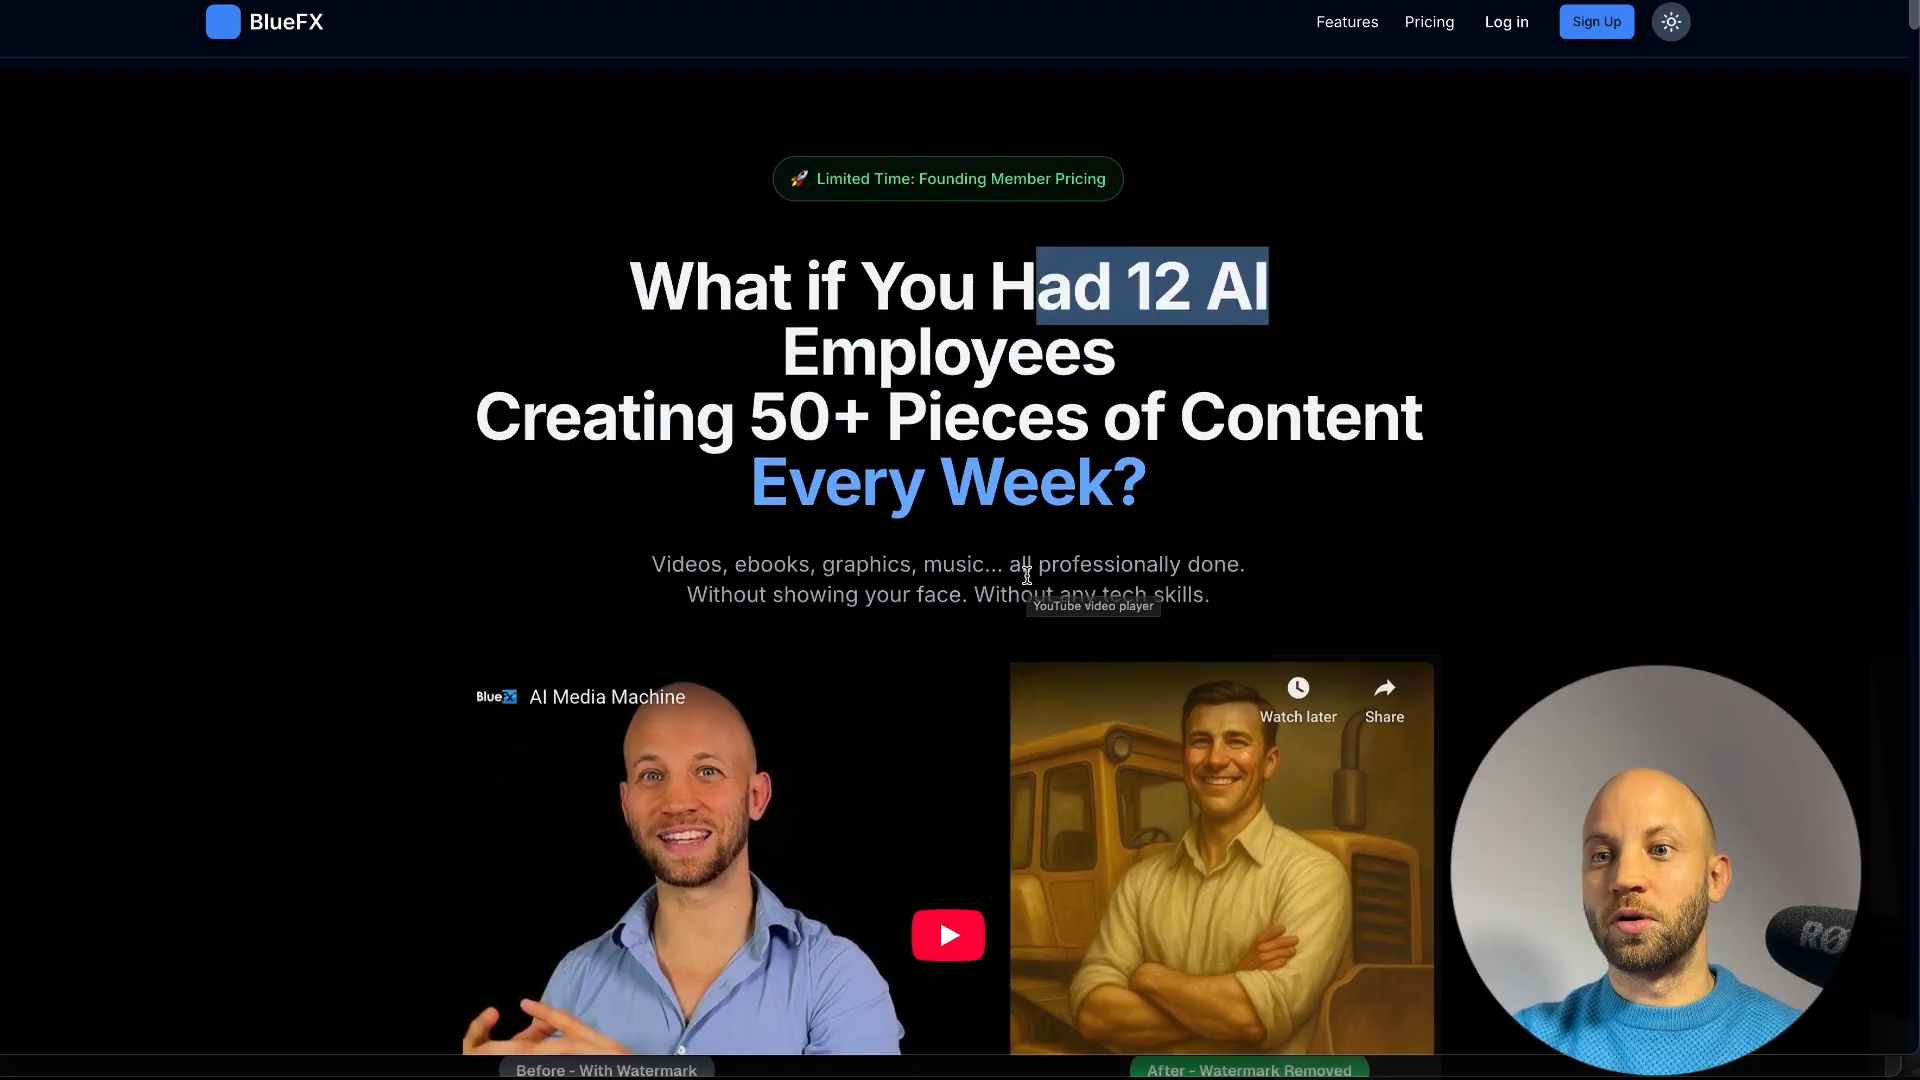 BlueFX
Features
Pricing
Log in
Sign Up
🚀 Limited Time: Founding Member Pricing
What if You Had 12 AI
Employees
Creating 50+ Pieces of Content
Every Week?
Videos, ebooks, graphics, music... all professionally done.
Without showing your face. Without any tech skills.
YouTube video player
BlueFX
AI Media Machine
Watch later
Share
RØ
Before - With Watermark
After - Watermark Removed